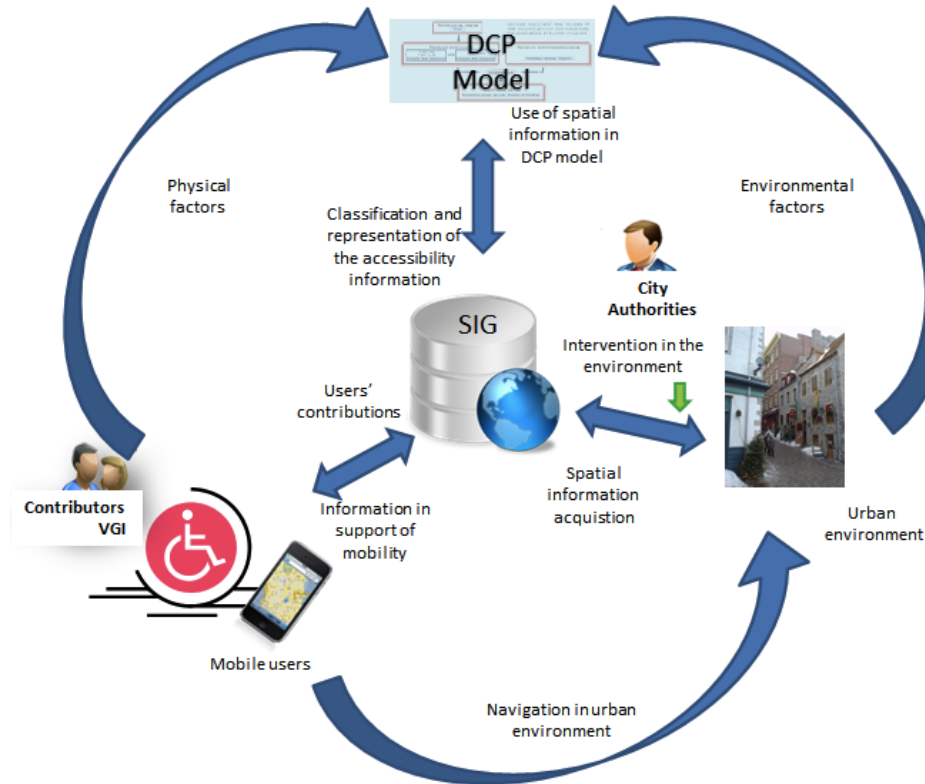 DCP
Model
Use of spatial
information in
DCP model
Physical
factors
Environmental
factors
Classification and
representation of
the accessibility
information
City
Authorities
SIG
Intervention in the
environment
Users'
contributions
Contributors
VGI
Information in
support of
mobility
Spatial
information
acquistion
Urban
environment
Mobile users
Navigation in urban
environment